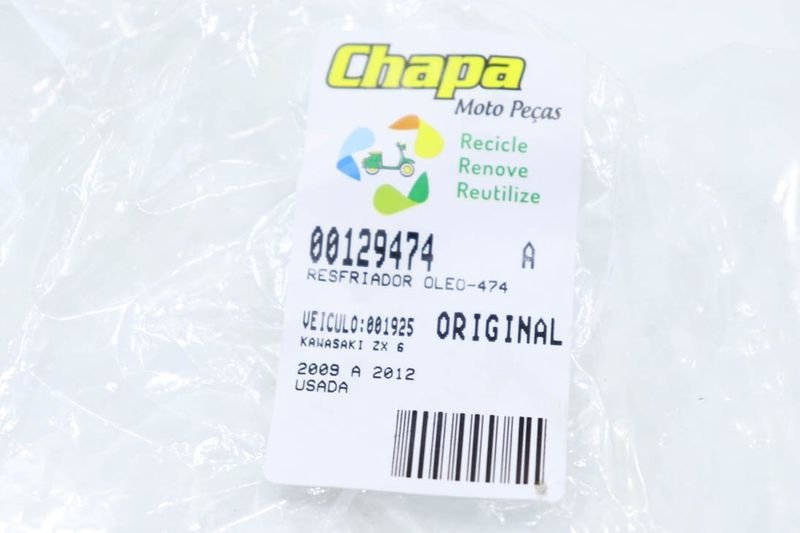 Chapa
Moto Peças
Recicle
Renove
Reutilize
00129474 A
RESFRIADOR OLEO-474
VEICULO:001925 ORIGINAL
KAWASAKI ZX 6
2009 A 2012
USADA